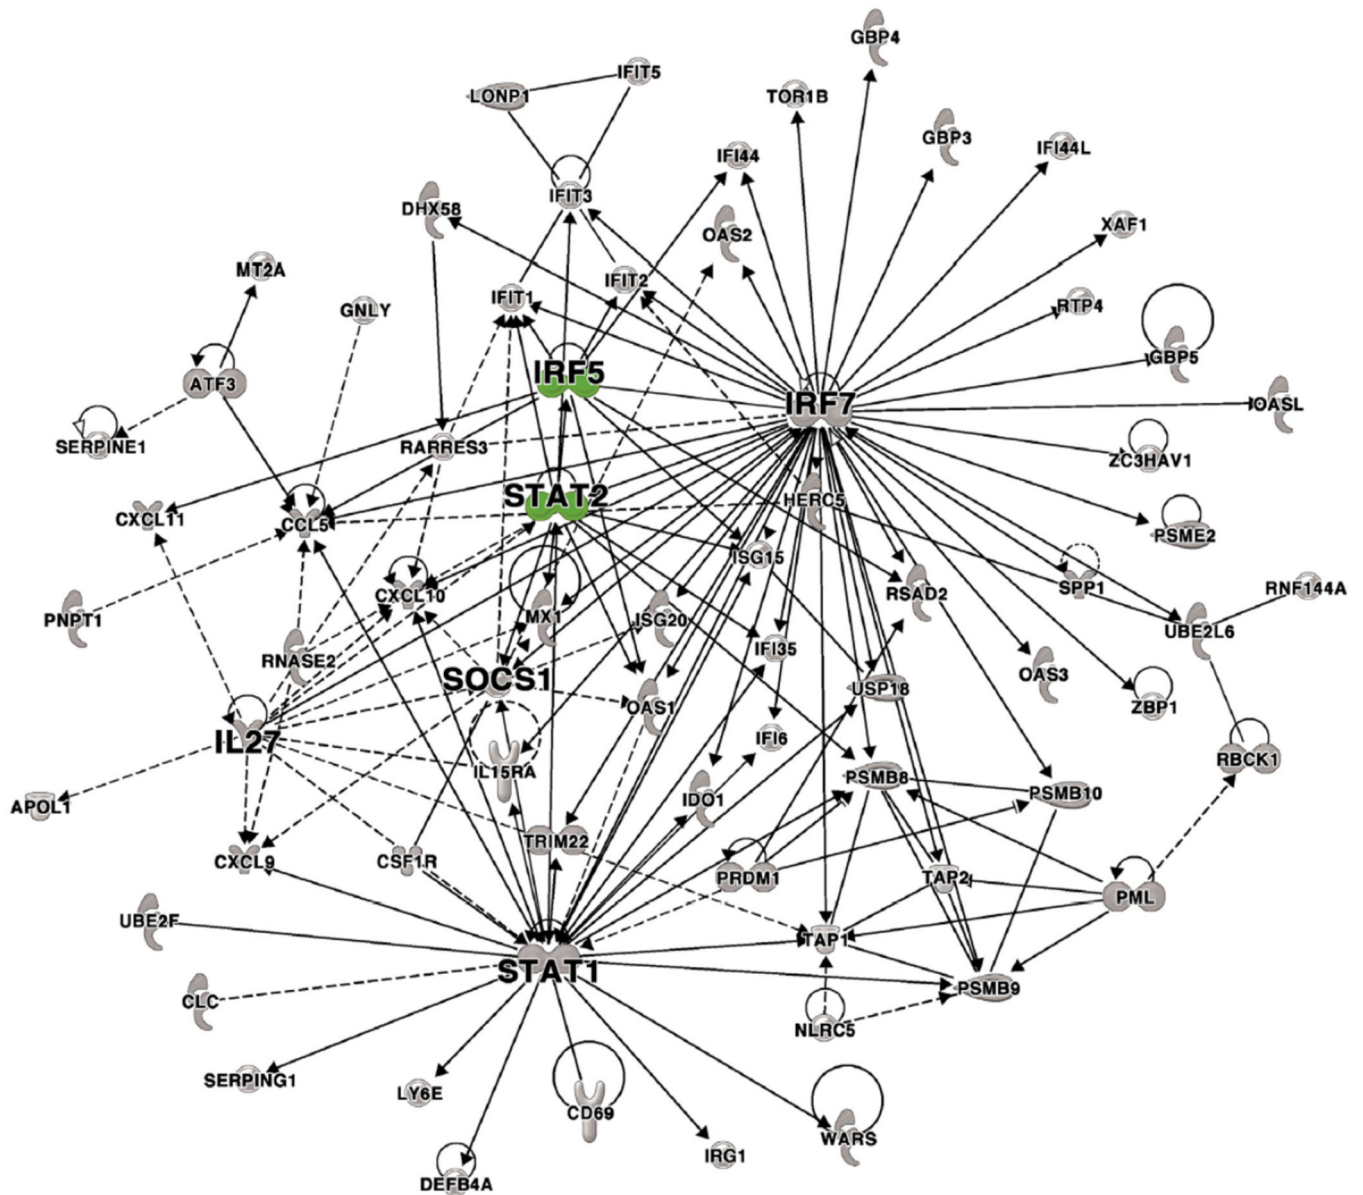 GBP4
IFIT5
LONP1
TOR1B
GBP3
IFI44L
IFI44
IFIT3
DHX58
OAS2
XAF1
MT2A
IFIT2
IFIT1
RTP4
GNLY
GBP5
IRF5
ATF3
IRF7
OASL
SERPINE1
RARRES3
ZC3HAV1
STAT2
HERC5
CXCL11
CCL5
PSME2
ISG15
CXCL10
RSAD2
SPP1
RNF144A
PNPT1
MX1
ISG20
UBE2L6
IFI35
RNASE2
SOCS1
OAS3
USP18
OAS1
ZBP1
IL27
IFI6
RBCK1
IL15RA
PSMB8
PSMB10
APOL1
IDO1
TRIM22
CXCL9
CSF1R
PRDM1
TAP2
PML
UBE2F
TAP1
STAT1
PSMB9
CLC
NLRC5
SERPING1
LY6E
CD69
WARS
IRG1
DEFB4A